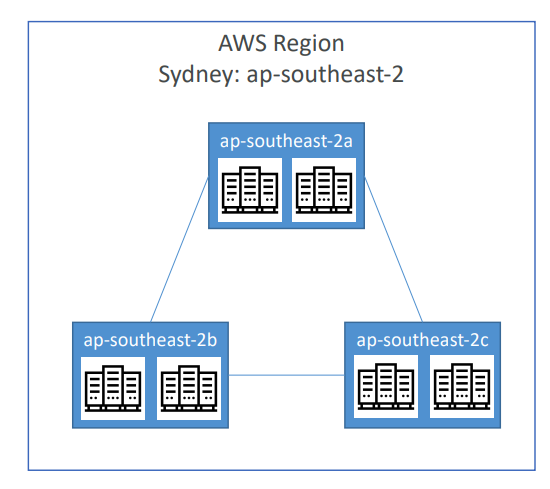 AWS Region
Sydney: ap-southeast-2
ap-southeast-2a
ap-southeast-2b
ap-southeast-2c